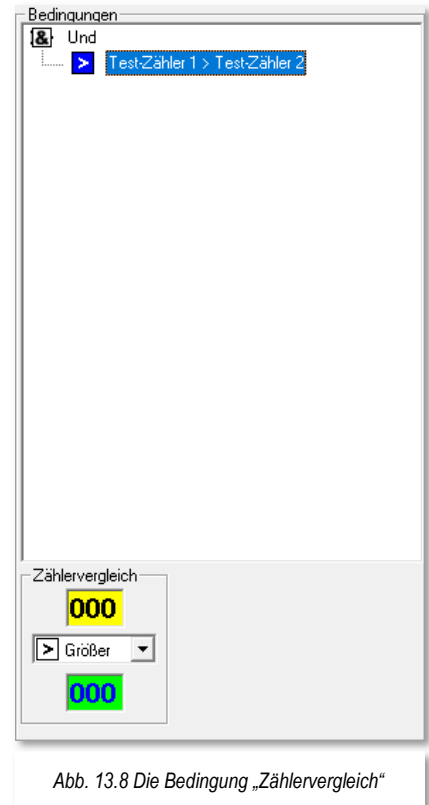 Bedingungen
& Und
> Test-Zähler 1 > Test-Zähler 2
Zählervergleich
000
> Größer
000
Abb. 13.8 Die Bedingung „Zählervergleich“